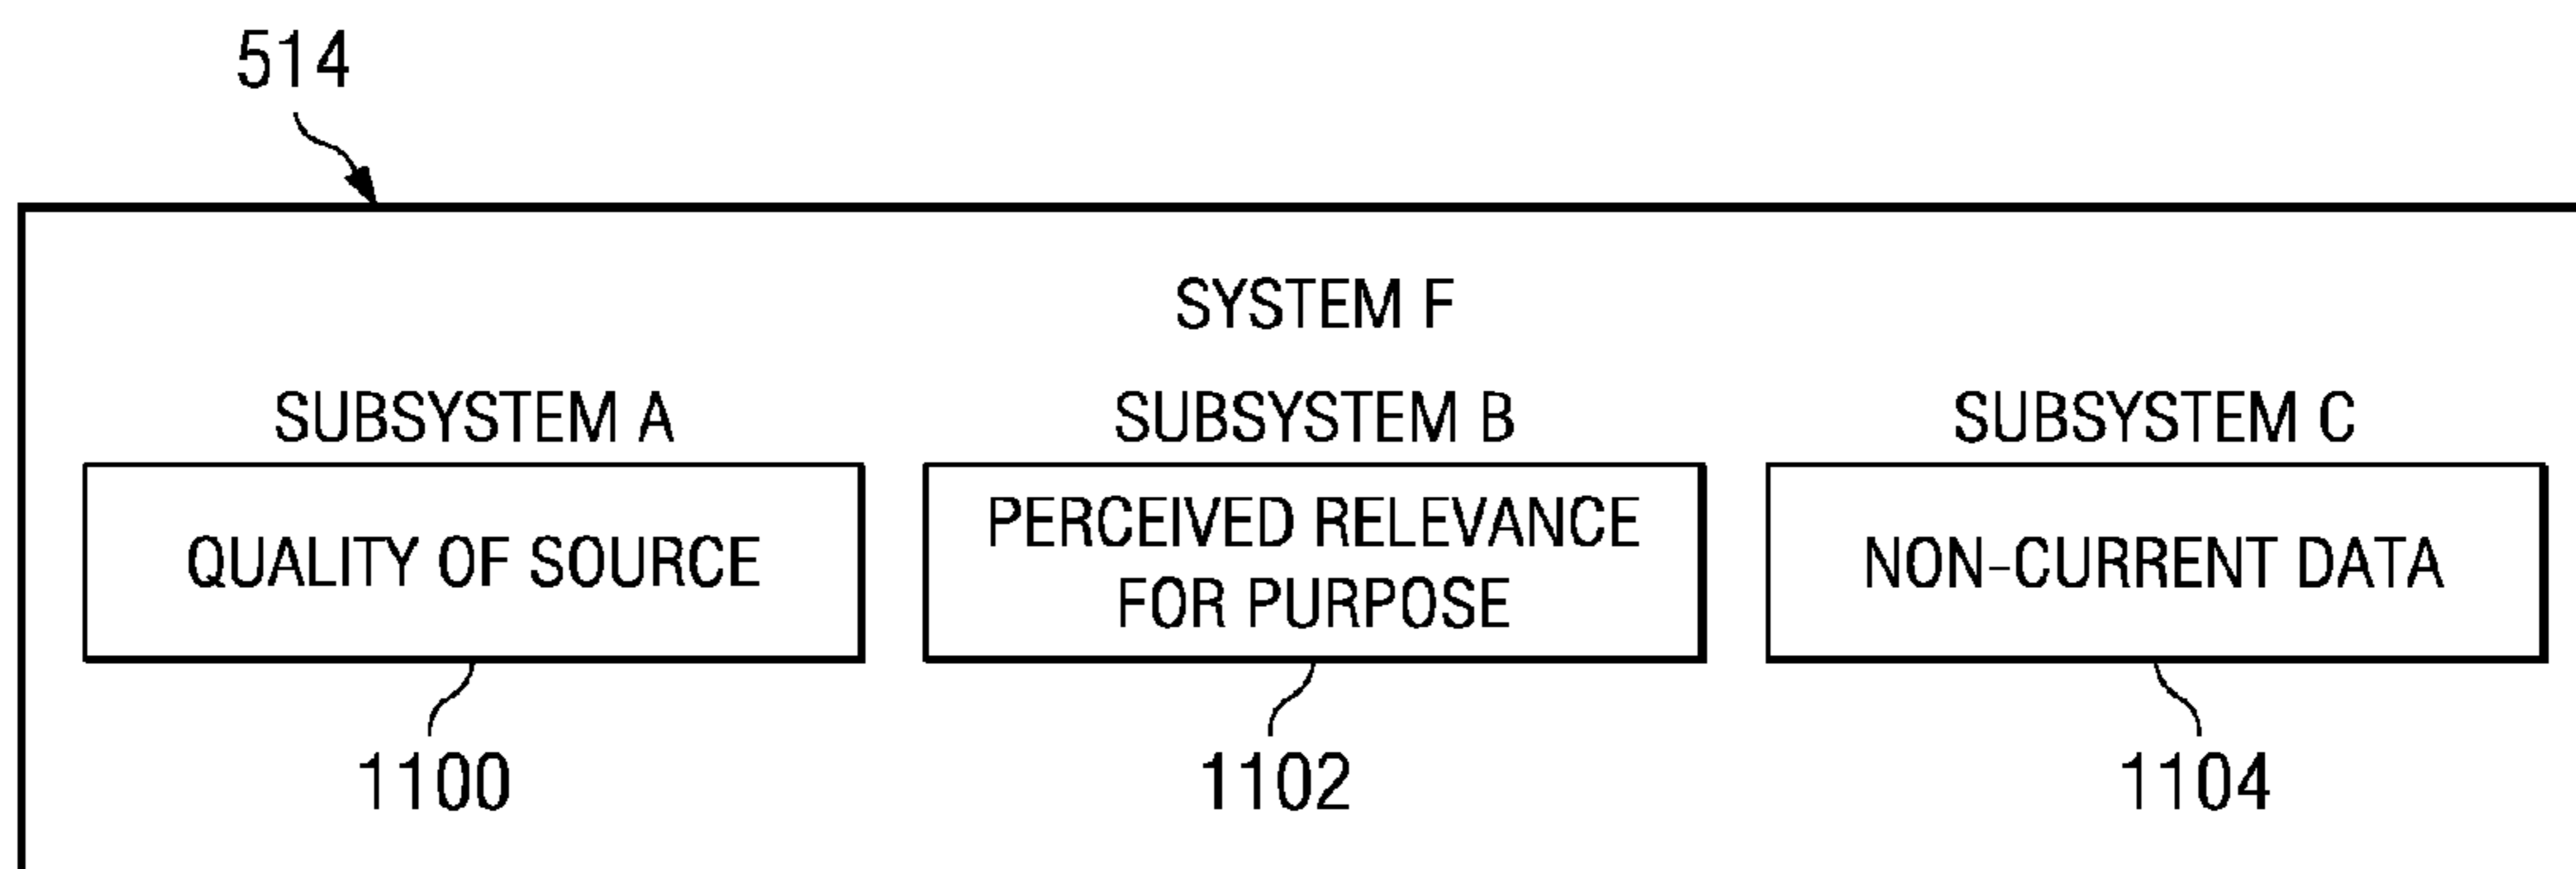 514
SYSTEM F
SUBSYSTEM A
SUBSYSTEM B
SUBSYSTEM C
QUALITY OF SOURCE
PERCEIVED RELEVANCE
FOR PURPOSE
NON-CURRENT DATA
1100
1102
1104